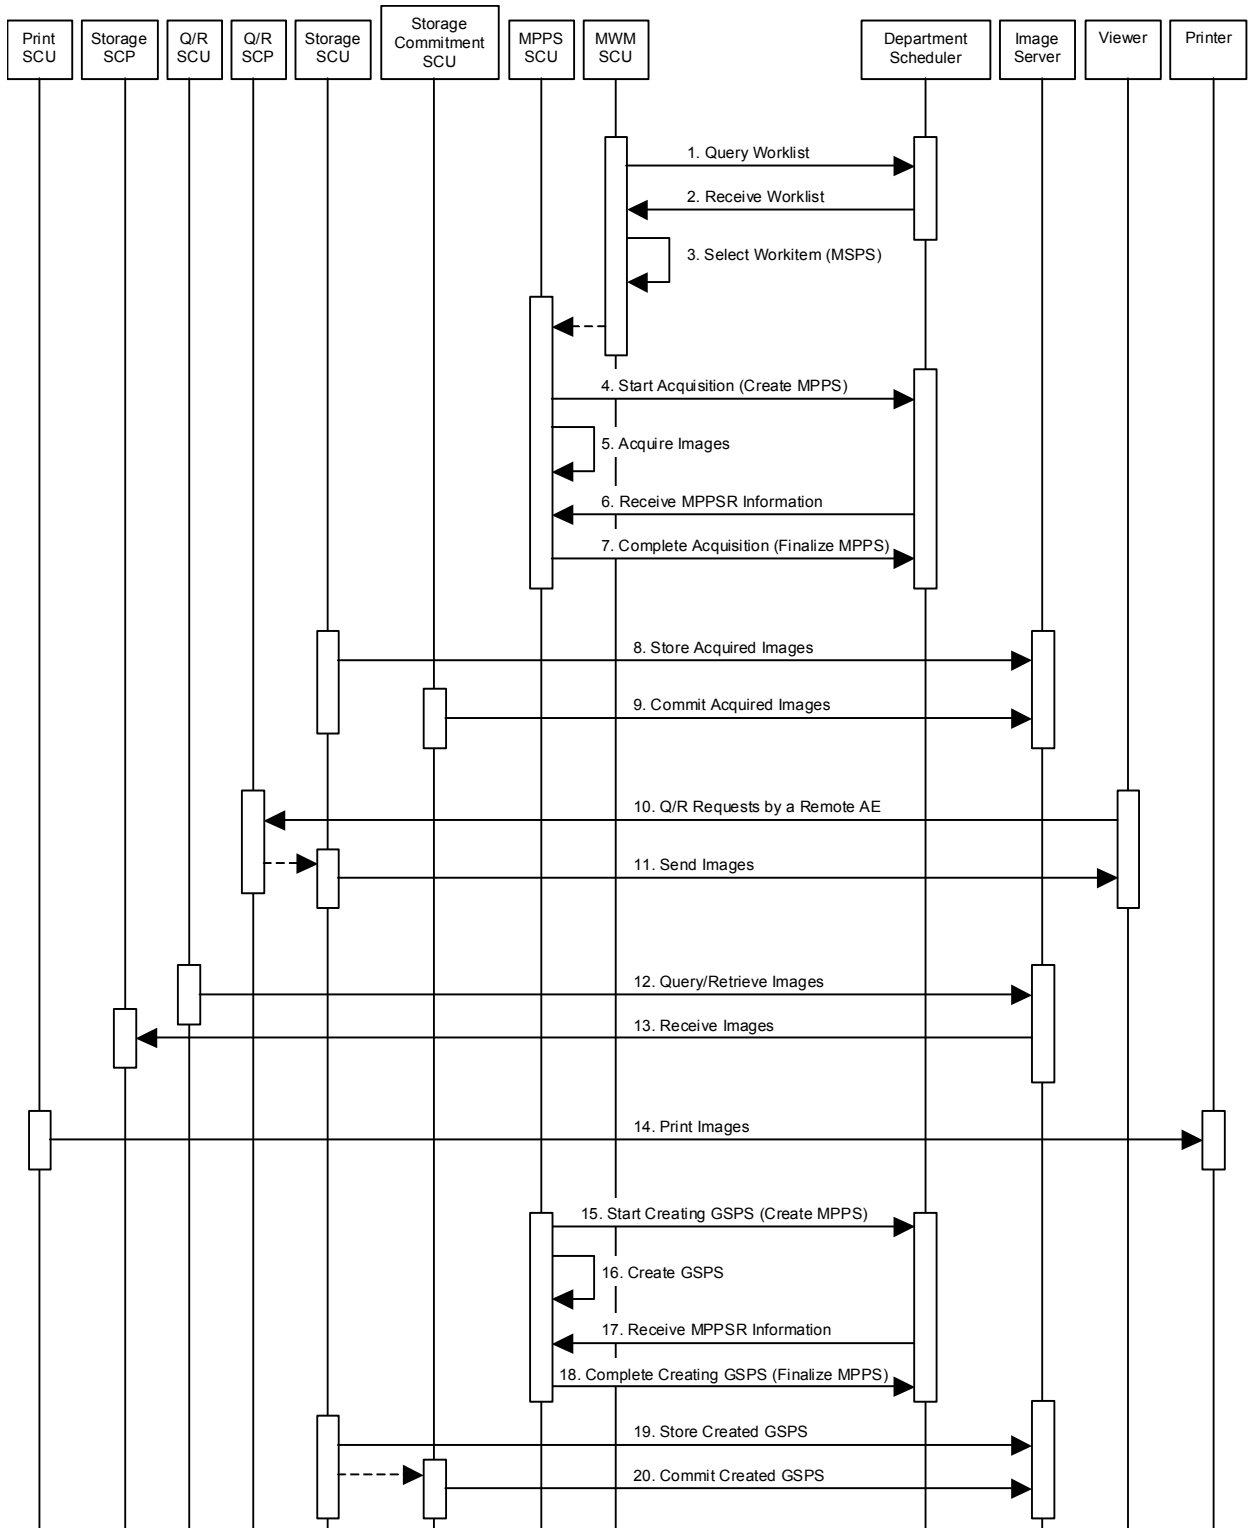 Print
SCU
Storage
SCP
Q/R
SCU
Q/R
SCP
Storage
SCU
Storage
Commitment
SCU
MPPS
SCU
MWM
SCU
Department
Scheduler
Image
Server
Viewer
Printer
1. Query Worklist
2. Receive Worklist
3. Select Workitem (MSPS)
4. Start Acquisition (Create MPPS)
5. Acquire Images
6. Receive MPPSR Information
7. Complete Acquisition (Finalize MPPS)
8. Store Acquired Images
9. Commit Acquired Images
10. Q/R Requests by a Remote AE
11. Send Images
12. Query/Retrieve Images
13. Receive Images
14. Print Images
15. Start Creating GSPS (Create MPPS)
16. Create GSPS
17. Receive MPPSR Information
18. Complete Creating GSPS (Finalize MPPS)
19. Store Created GSPS
20. Commit Created GSPS